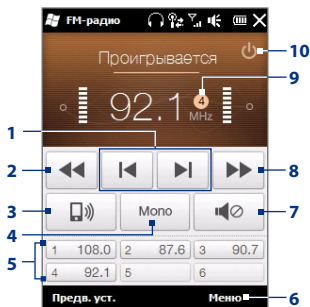 FM-радио
Проигрывается
10
9
92.1 4 MHz
1
2
8
3
Mono
7
4
5
1 108.0 2 87.6 3 90.7
4 92.1 5 6
Предв. уст. Меню 6